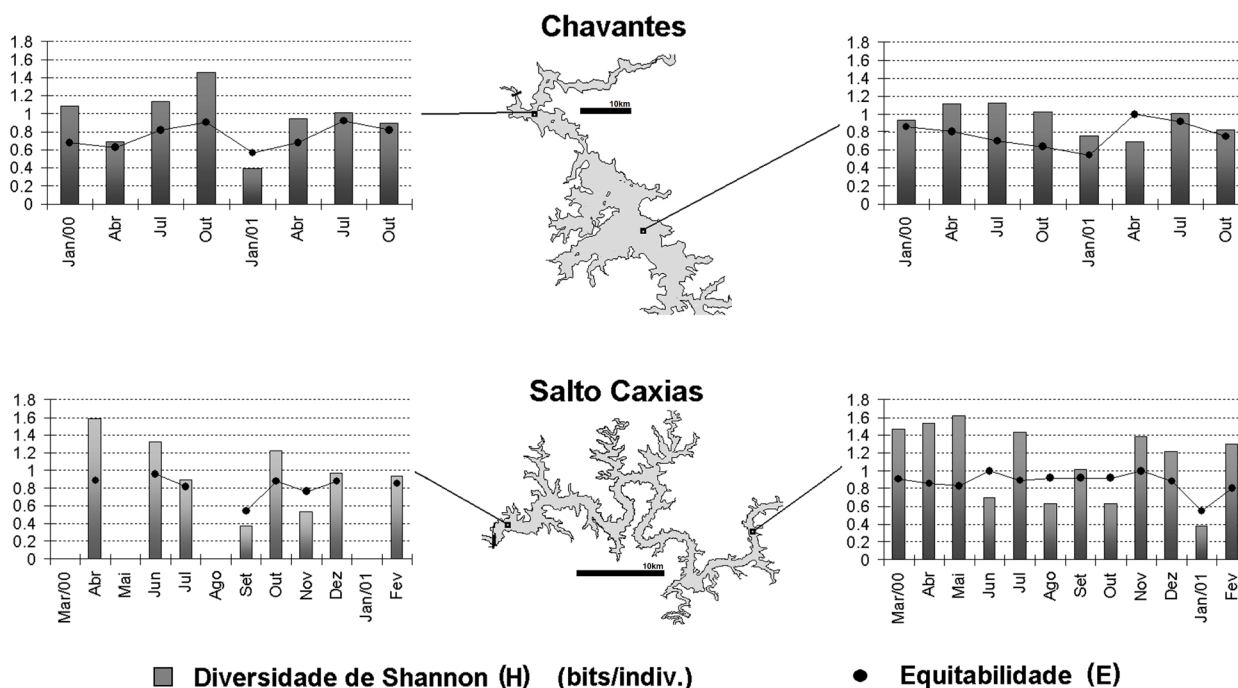 Chavantes
1.8
1.6
1.4
1.2
1
0.8
0.6
0.4
0.2
0
Jan/00
Abr
Jul
Out
Jan/01
Abr
Jul
Out
10km
1.8
1.6
1.4
1.2
1
0.8
0.6
0.4
0.2
0
Jan/00
Abr
Jul
Out
Jan/01
Abr
Jul
Out
Salto Caxias
1.8
1.6
1.4
1.2
1
0.8
0.6
0.4
0.2
0
Mar/00
Abr
Mai
Jun
Jul
Ago
Set
Out
Nov
Dez
Jan/01
Fev
10km
1.8
1.6
1.4
1.2
1
0.8
0.6
0.4
0.2
0
Mar/00
Abr
Mai
Jun
Jul
Ago
Set
Out
Nov
Dez
Jan/01
Fev
Diversidade de Shannon (H) (bits/indiv.)
Equitabilidade (E)